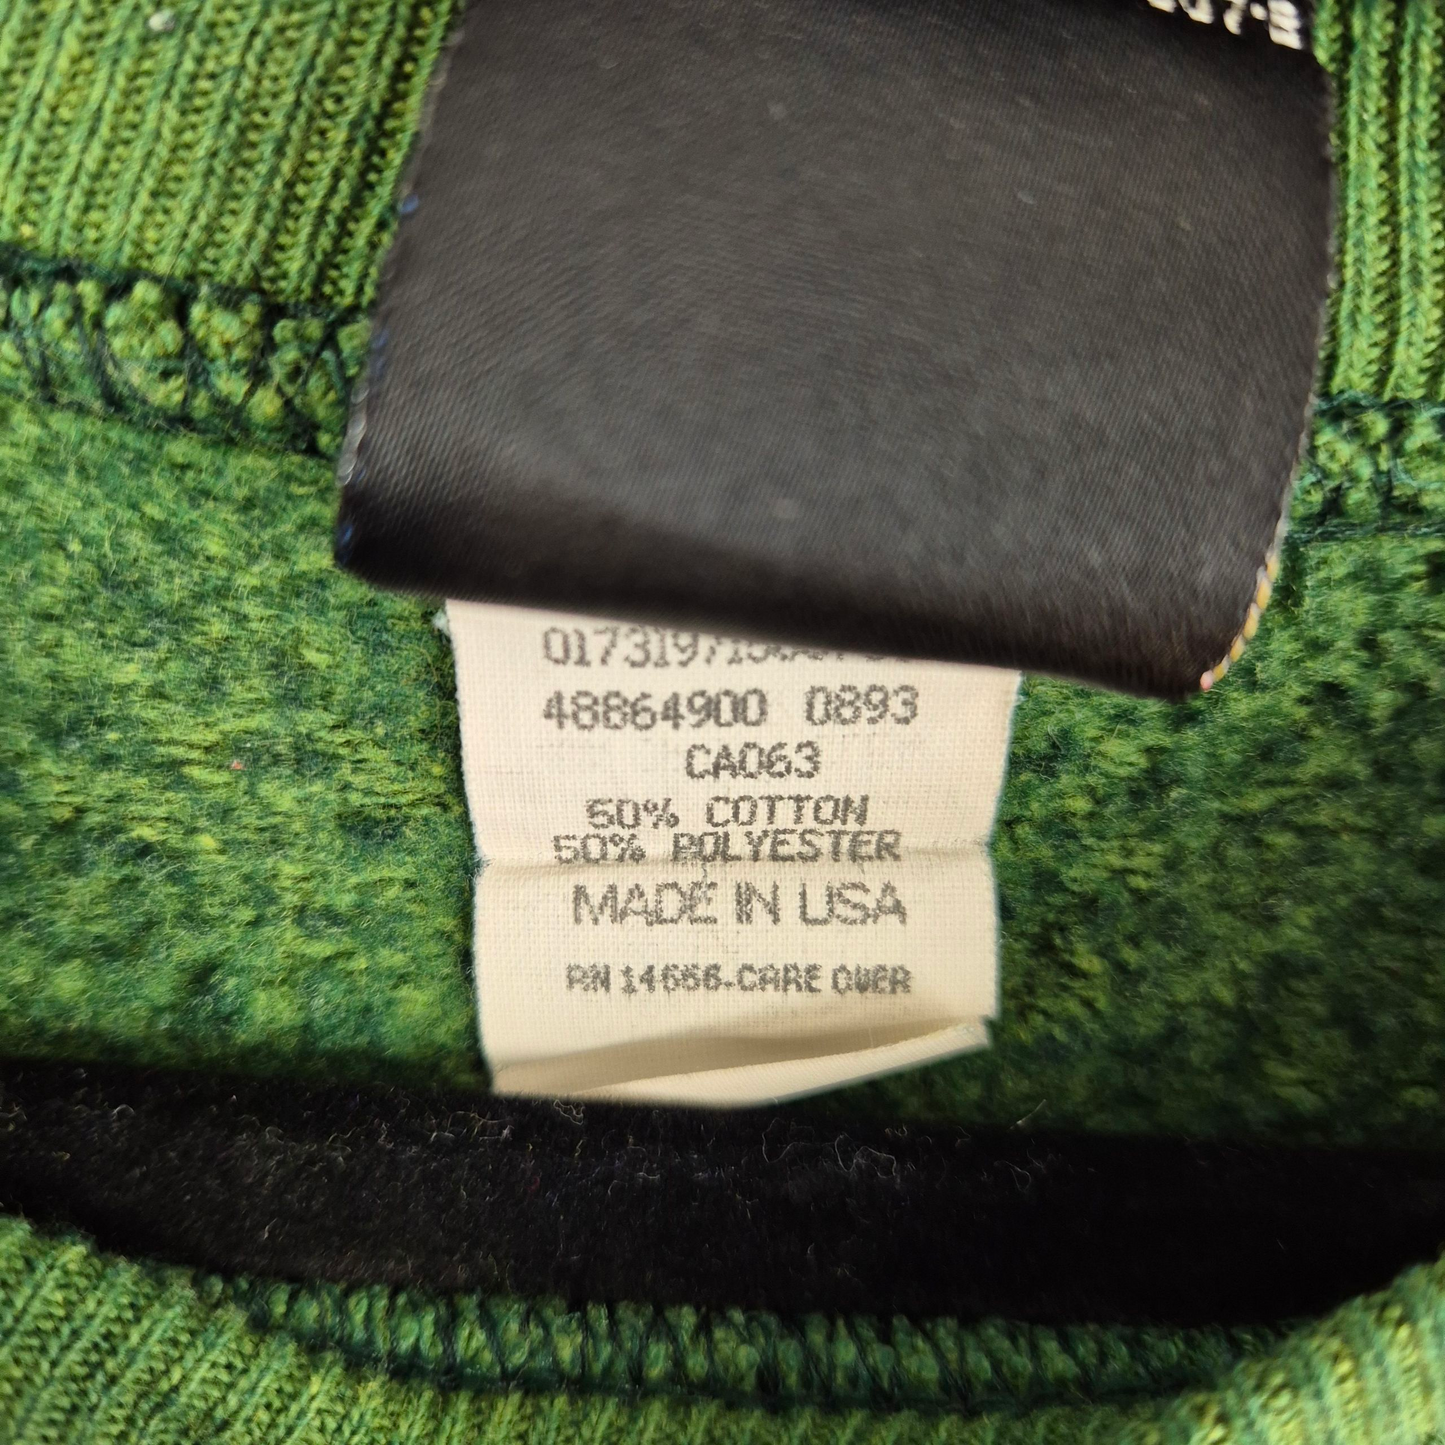 48864900 0893
CA063
50% COTTON
50% POLYESTER
MADE IN USA
RN 14666-CARE OVER